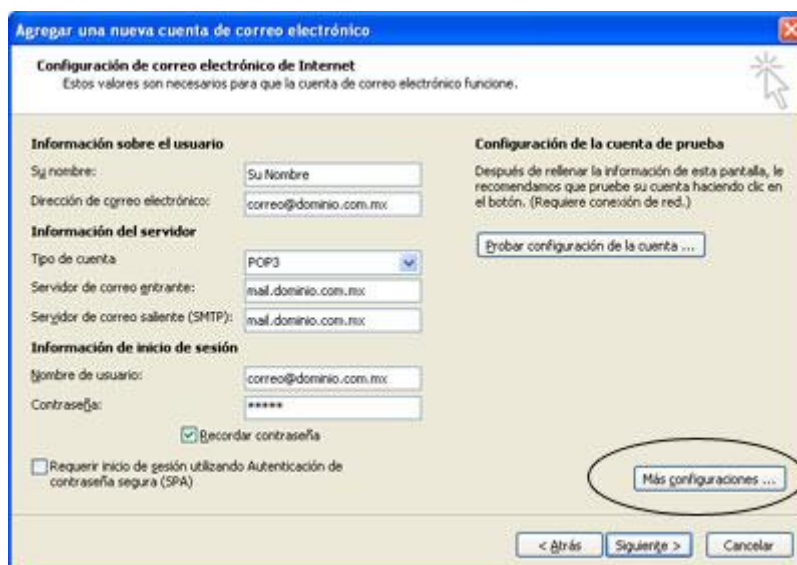 Agregar una nueva cuenta de correo electrónico
Configuración de correo electrónico de Internet
Estos valores son necesarios para que la cuenta de correo electrónico funcione.
Información sobre el usuario
Su nombre:
Su Nombre
Dirección de correo electrónico:
correo@dominio.com.mx
Información del servidor
Tipo de cuenta
POP3
Servidor de correo entrante:
mail.dominio.com.mx
Servidor de correo saliente (SMTP):
mail.dominio.com.mx
Información de inicio de sesión
Nombre de usuario:
correo@dominio.com.mx
Contraseña:
*****
Recordar contraseña
Requerir inicio de sesión utilizando Autenticación de
contraseña segura (SPA)
Configuración de la cuenta de prueba
Después de rellenar la información de esta pantalla, le
recomendamos que pruebe su cuenta haciendo clic en
el botón. (Requiere conexión de red.)
Probar configuración de la cuenta ...
Más configuraciones ...
< Atrás
Siguiente >
Cancelar